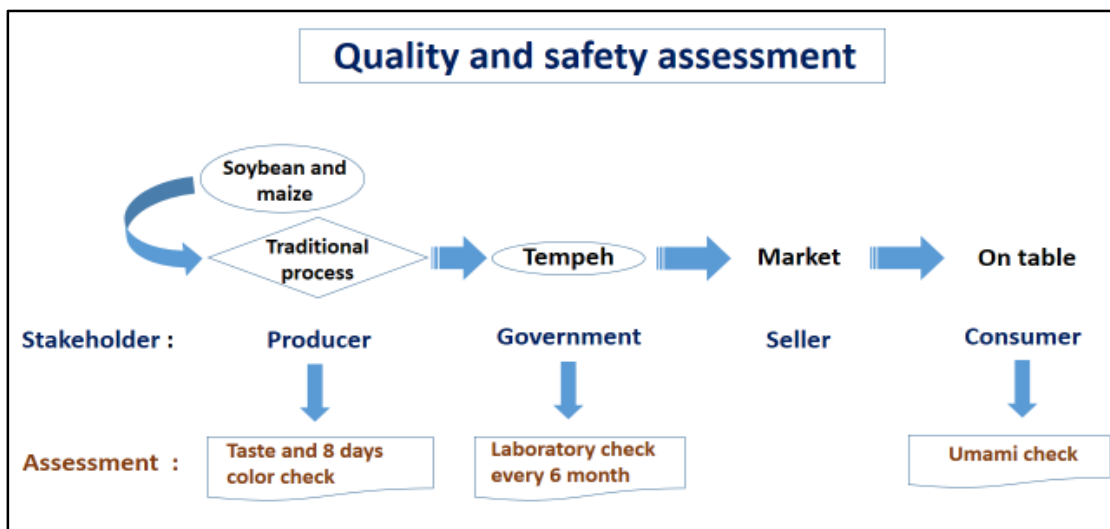 Quality and safety assessment
Soybean and
maize
Traditional
process
Tempeh
Market
On table
Stakeholder :
Producer
Government
Seller
Consumer
Assessment :
Taste and 8 days
color check
Laboratory check
every 6 month
Umami check